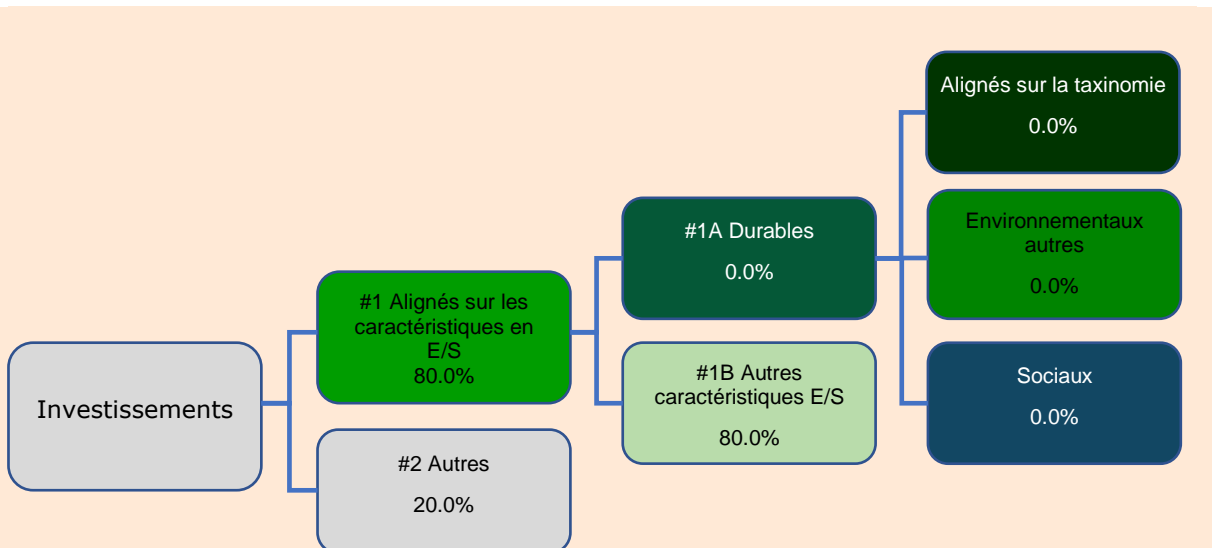 Investissements
#1 Alignés sur les
caractéristiques en
E/S
80.0%
#2 Autres
20.0%
#1A Durables
0.0%
#1B Autres
caractéristiques E/S
80.0%
Alignés sur la taxinomie
0.0%
Environnementaux
autres
0.0%
Sociaux
0.0%